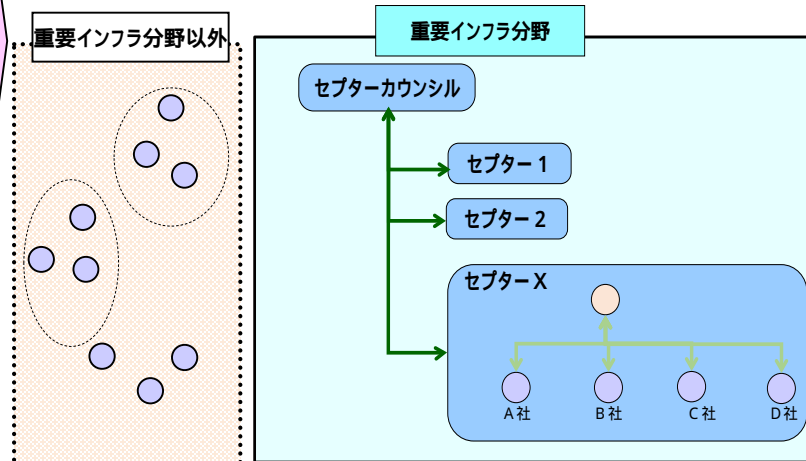 重要インフラ分野以外
重要インフラ分野
セプターカウンシル
セプター1
セプター2
セプターX
A社
B社
C社
D社